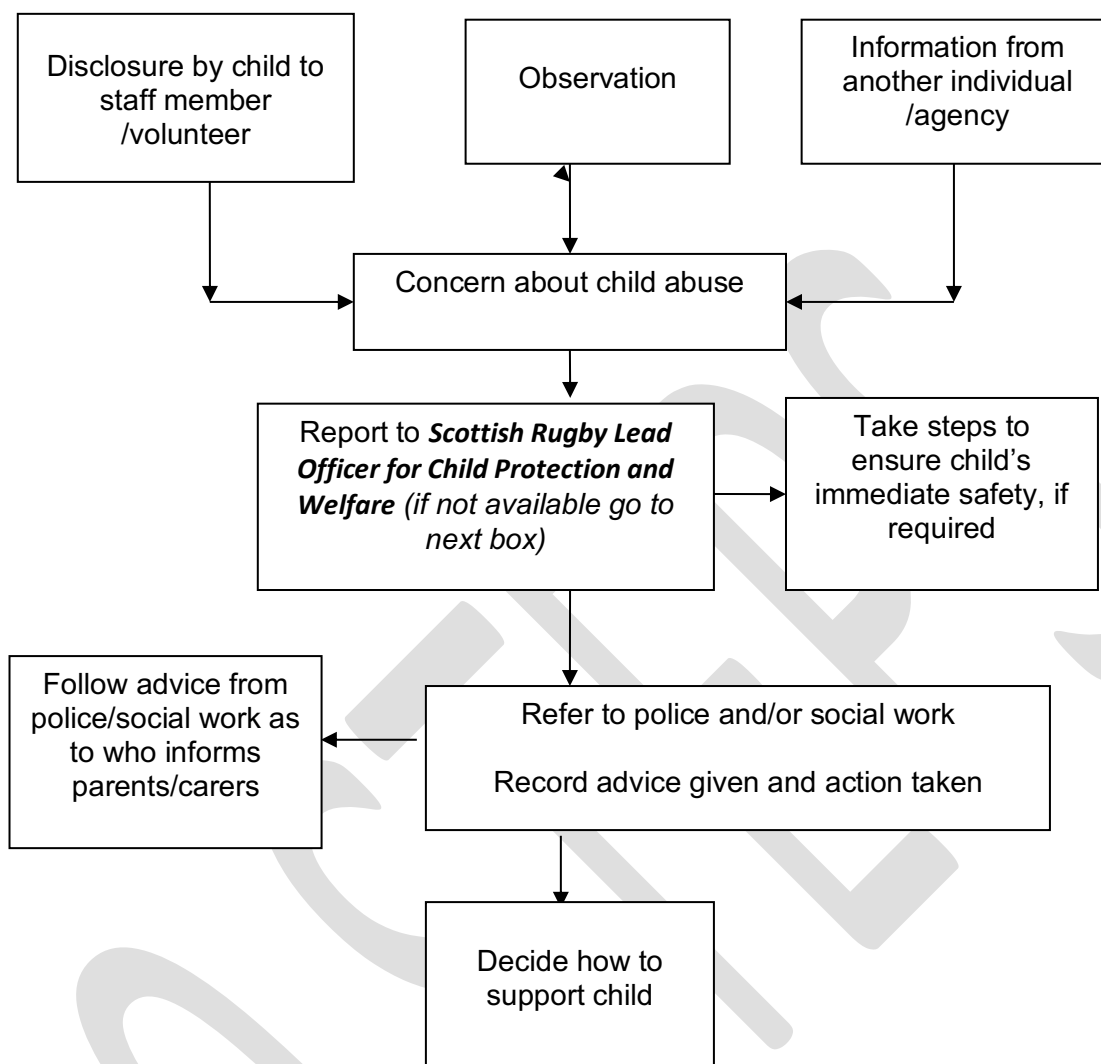 Disclosure by child to
staff member
/volunteer
Observation
Information from
another individual
/agency
Concern about child abuse
Report to Scottish Rugby Lead
Officer for Child Protection and
Welfare (if not available go to
next box)
Take steps to
ensure child's
immediate safety, if
required
Follow advice from
police/social work as
to who informs
parents/carers
Refer to police and/or social work
Record advice given and action taken
Decide how to
support child